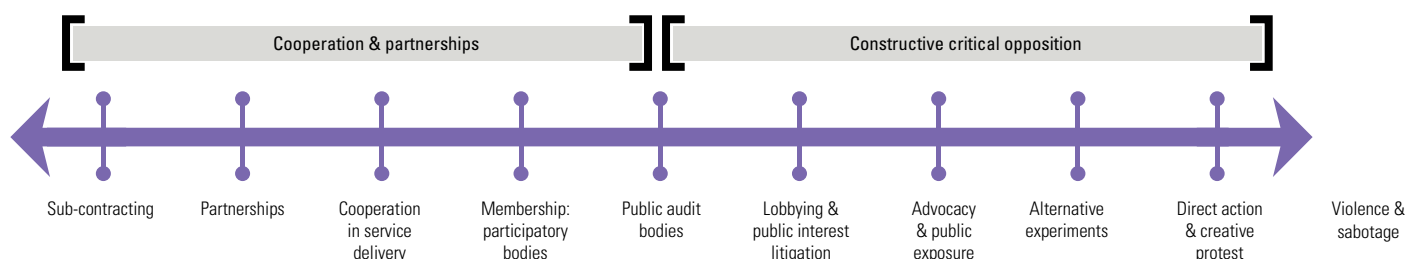 Cooperation & partnerships
Constructive critical opposition
Sub-contracting
Partnerships
Cooperation
in service
delivery
Membership:
participatory
bodies
Public audit
bodies
Lobbying &
public interest
litigation
Advocacy
& public
exposure
Alternative
experiments
Direct action
& creative
protest
Violence &
sabotage